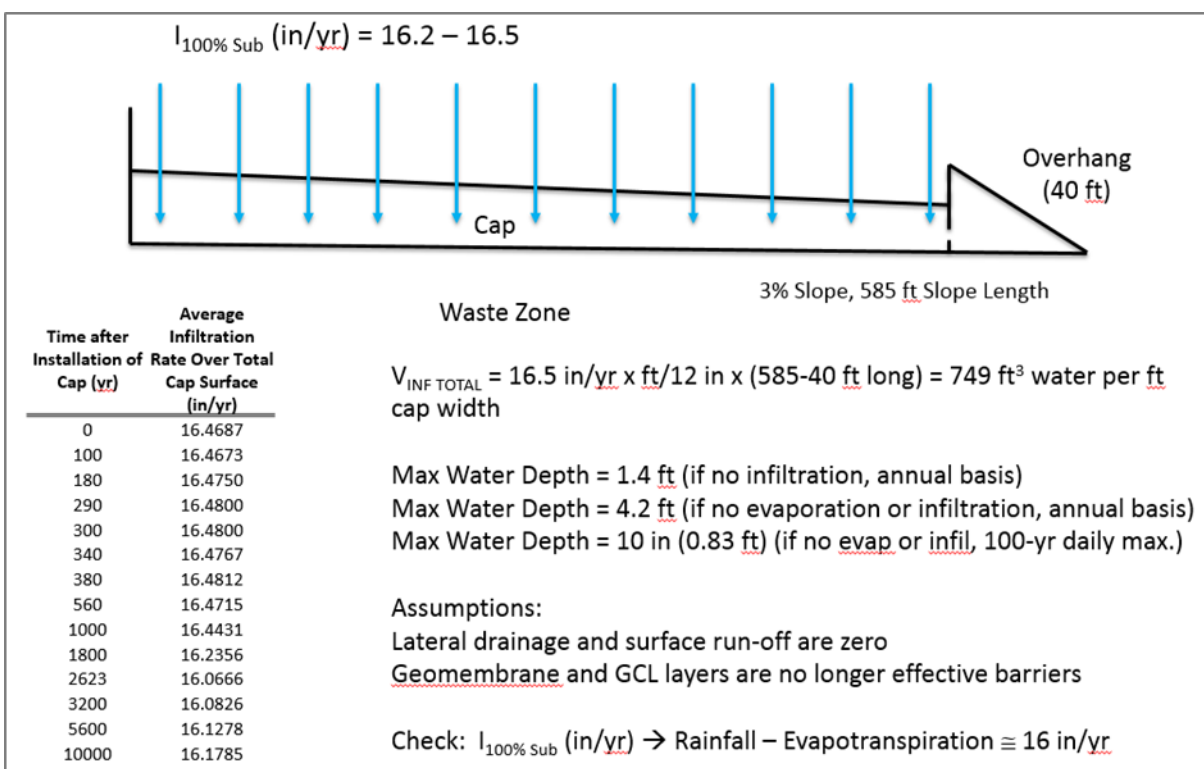 I100% Sub (in/yr) = 16.2 – 16.5
Overhang
(40 ft)
Cap
3% Slope, 585 ft Slope Length
Waste Zone
Time after
Installation of
Cap (yr)
Average
Infiltration
Rate Over Total
Cap Surface
(in/yr)
0 16.4687
100 16.4673
180 16.4750
290 16.4800
300 16.4800
340 16.4767
380 16.4812
560 16.4715
1000 16.4431
1800 16.2356
2623 16.0666
3200 16.0826
5600 16.1278
10000 16.1785
VINF TOTAL = 16.5 in/yr x ft/12 in x (585-40 ft long) = 749 ft³ water per ft
cap width
Max Water Depth = 1.4 ft (if no infiltration, annual basis)
Max Water Depth = 4.2 ft (if no evaporation or infiltration, annual basis)
Max Water Depth = 10 in (0.83 ft) (if no evap or infil, 100-yr daily max.)
Assumptions:
Lateral drainage and surface run-off are zero
Geomembrane and GCL layers are no longer effective barriers
Check: I100% Sub (in/yr) → Rainfall – Evapotranspiration ≅ 16 in/yr